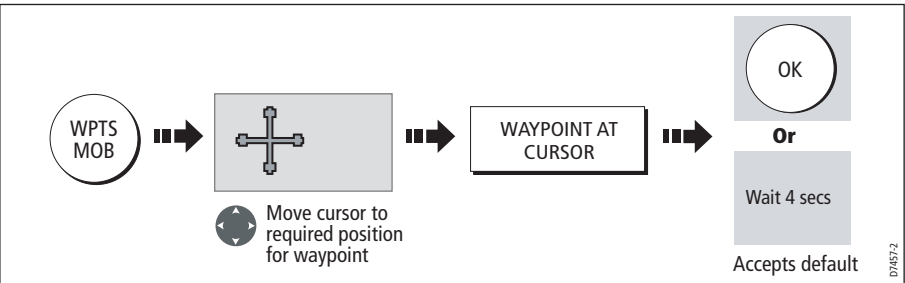 WPTS
MOB
Move cursor to
required position
for waypoint
WAYPOINT AT
CURSOR
OK
Or
Wait 4 secs
Accepts default
D7457-2